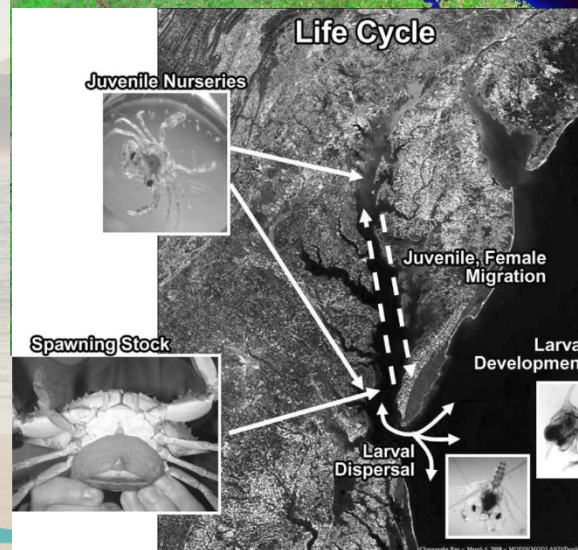 Life Cycle
Juvenile Nurseries
Juvenile, Female
Migration
Spawning Stock
Larva
Developmen
Larval
Dispersal